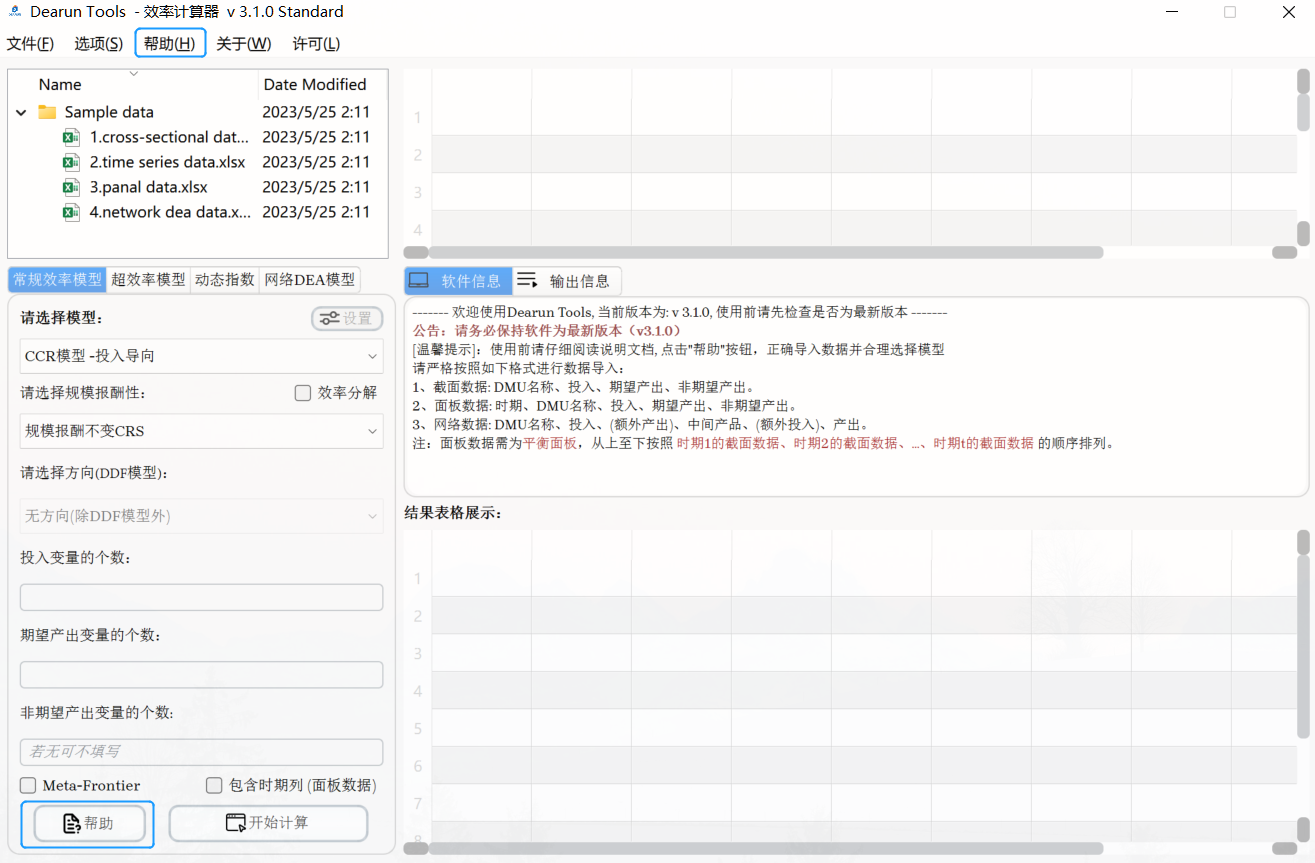 Dearun Tools - 效率计算器 v 3.1.0 Standard
文件(F) 选项(S) 帮助(H) 关于(W) 许可(L)
Name Date Modified
Sample data 2023/5/25 2:11
1.cross-sectional dat... 2023/5/25 2:11
2.time series data.xlsx 2023/5/25 2:11
3.panal data.xlsx 2023/5/25 2:11
4.network dea data.x... 2023/5/25 2:11
1
2
3
4
常规效率模型 超效率模型 动态指数 网络DEA模型
请选择模型: 设置
CCR模型 -投入导向
请选择规模报酬性: 效率分解
规模报酬不变CRS
请选择方向(DDF模型):
无方向(除DDF模型外)
投入变量的个数:
期望产出变量的个数:
非期望产出变量的个数:
若无可不填写
Meta-Frontier 包含时期列 (面板数据)
帮助 开始计算
软件信息 输出信息
------- 欢迎使用Dearun Tools, 当前版本为: v 3.1.0, 使用前请先检查是否为最新版本 -------
公告：请务必保持软件为最新版本（v3.1.0）
[温馨提示]：使用前请仔细阅读说明文档, 点击"帮助"按钮，正确导入数据并合理选择模型
请严格按照如下格式进行数据导入:
1、截面数据: DMU名称、投入、期望产出、非期望产出。
2、面板数据: 时期、DMU名称、投入、期望产出、非期望产出。
3、网络数据: DMU名称、投入、(额外产出)、中间产品、(额外投入)、产出。
注：面板数据需为平衡面板，从上至下按照 时期1的截面数据、时期2的截面数据、...、时期t的截面数据 的顺序排列。
结果表格展示:
1
2
3
4
5
6
7
8